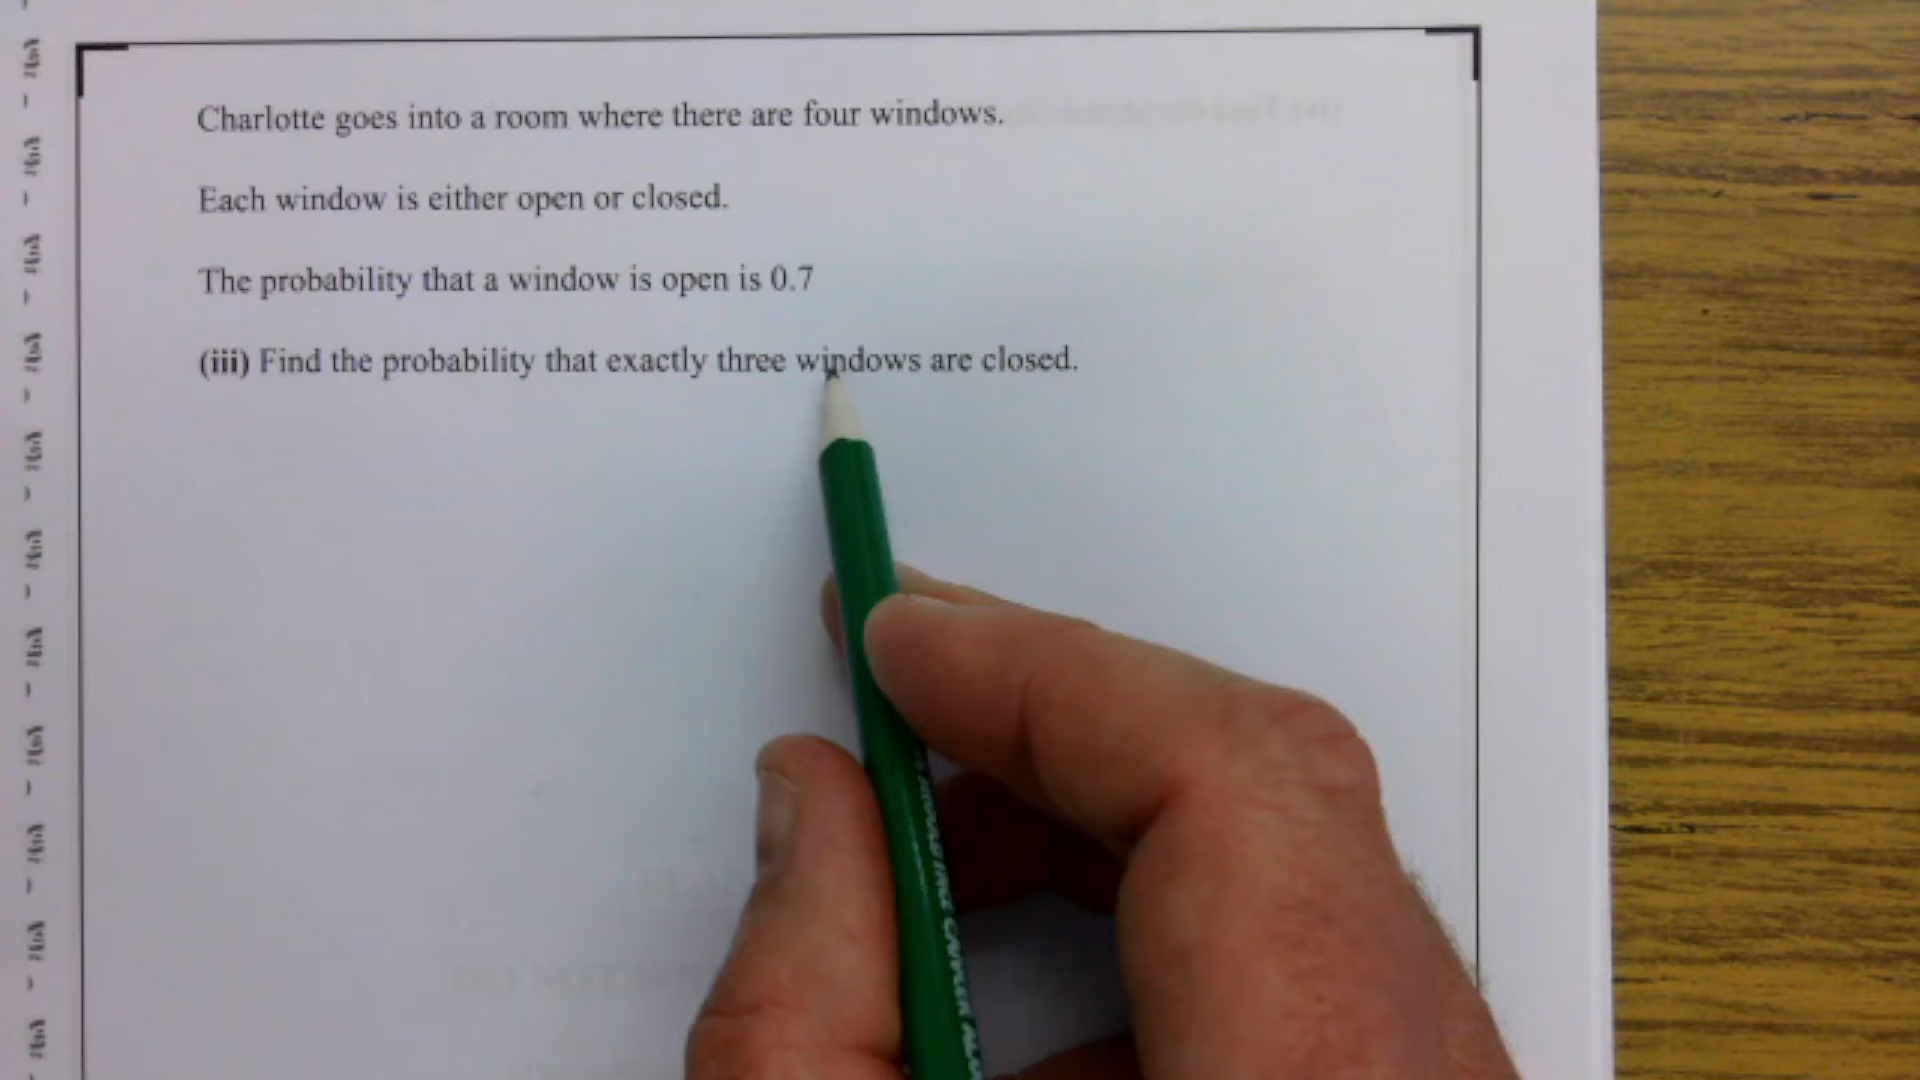 Charlotte goes into a room where there are four windows.
Each window is either open or closed.
The probability that a window is open is 0.7
(iii) Find the probability that exactly three windows are closed.